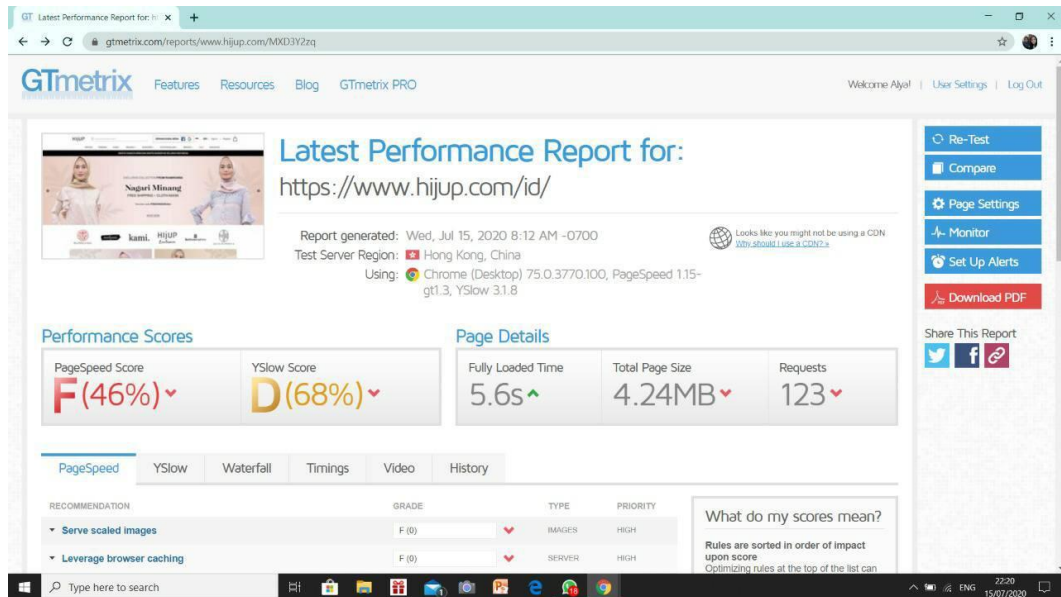 Latest Performance Report for: h
gtmetrix.com/reports/www.hijup.com/MXD3Y2zq
GTmetrix
Features Resources Blog GTmetrix PRO
Welcome Alya! | User Settings | Log Out
Nagari Minang
kami. HIJUP
Latest Performance Report for:
https://www.hijup.com/id/
Report generated: Wed, Jul 15, 2020 8:12 AM -0700
Test Server Region: Hong Kong, China
Using: Chrome (Desktop) 75.0.3770.100, PageSpeed 1.15-
gt1.3, YSlow 3.1.8
Looks like you might not be using a CDN
Why should I use a CDN? »
Re-Test
Compare
Page Settings
Monitor
Set Up Alerts
Download PDF
Share This Report
Performance Scores
PageSpeed Score YSlow Score
F(46%) D(68%)
Page Details
Fully Loaded Time Total Page Size Requests
5.6s 4.24MB 123
PageSpeed YSlow Waterfall Timings Video History
RECOMMENDATION GRADE TYPE PRIORITY
Serve scaled images F (0) IMAGES HIGH
Leverage browser caching F (0) SERVER HIGH
What do my scores mean?
Rules are sorted in order of impact
upon score
Optimizing rules at the top of the list can
Type here to search
ENG
22:20
15/07/2020